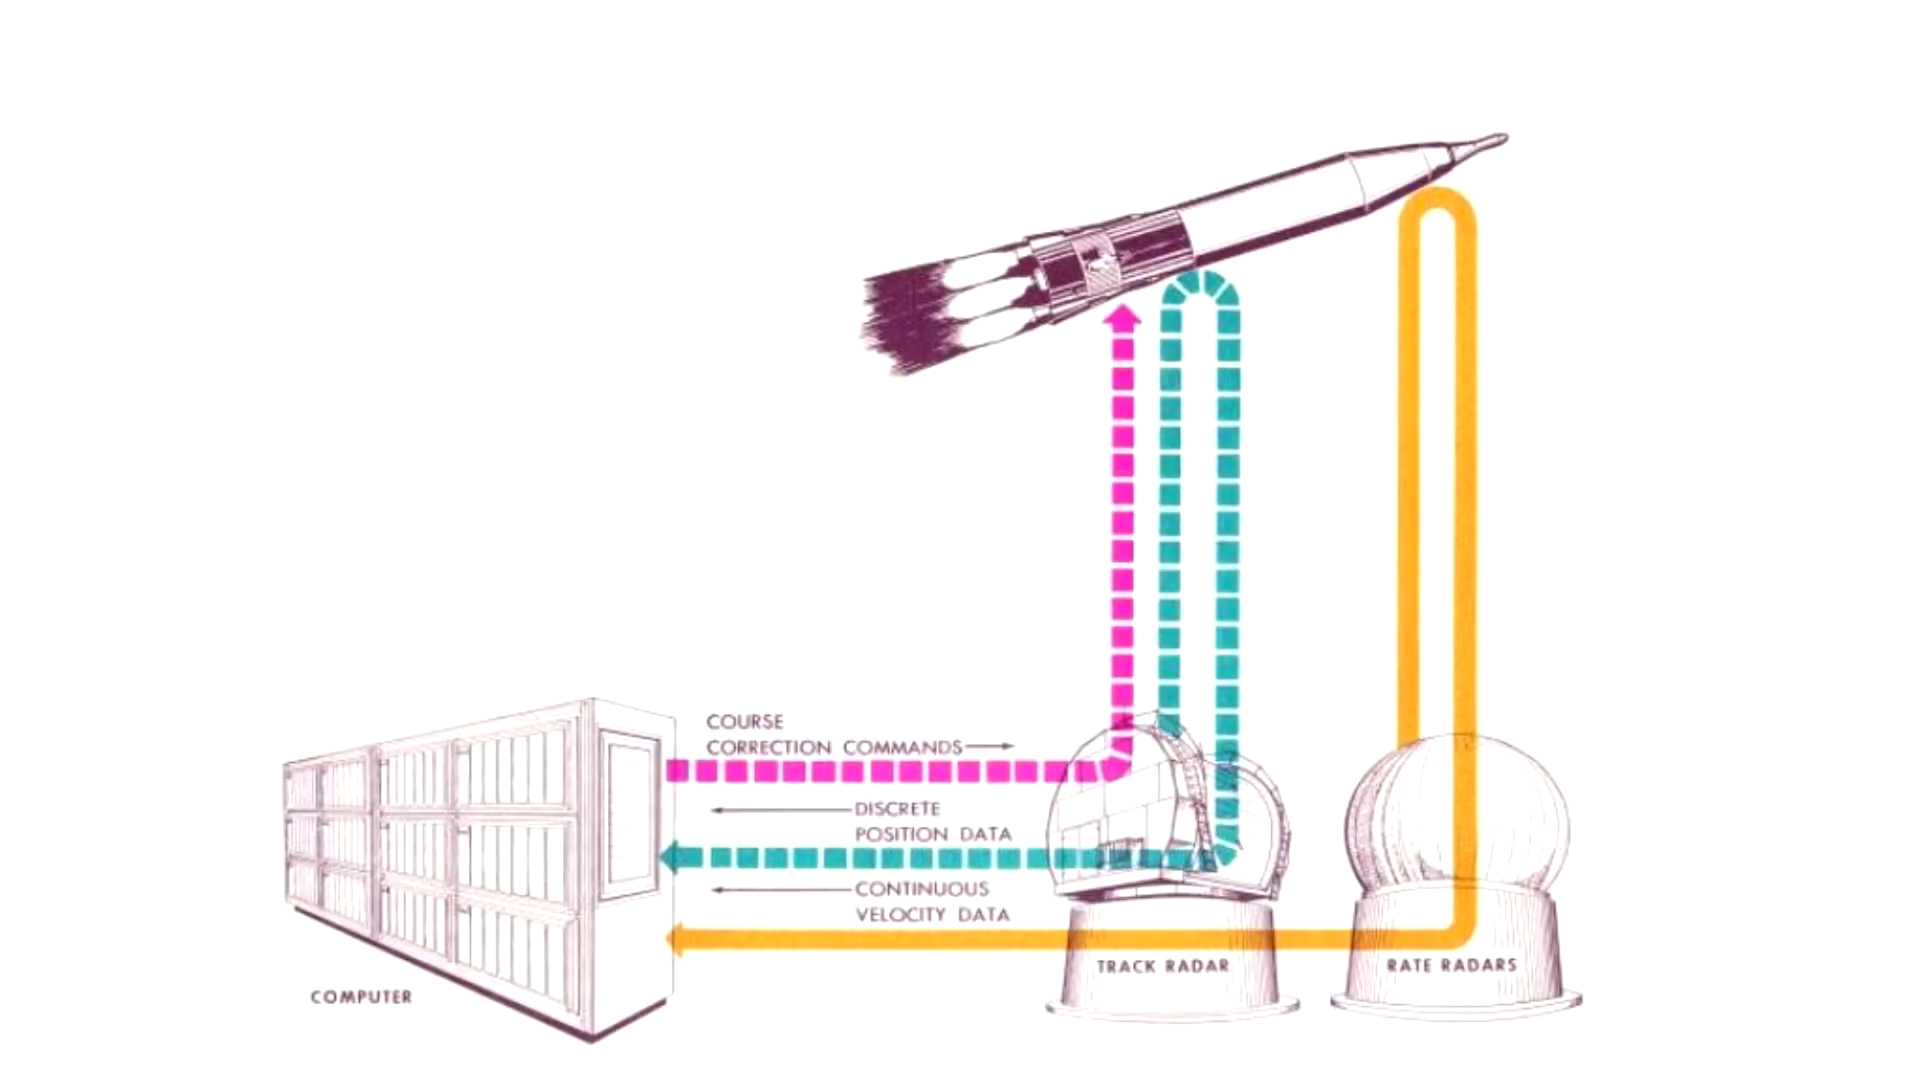 COURSE
CORRECTION COMMANDS
DISCRETE
POSITION DATA
CONTINUOUS
VELOCITY DATA
TRACK RADAR
RATE RADARS
COMPUTER